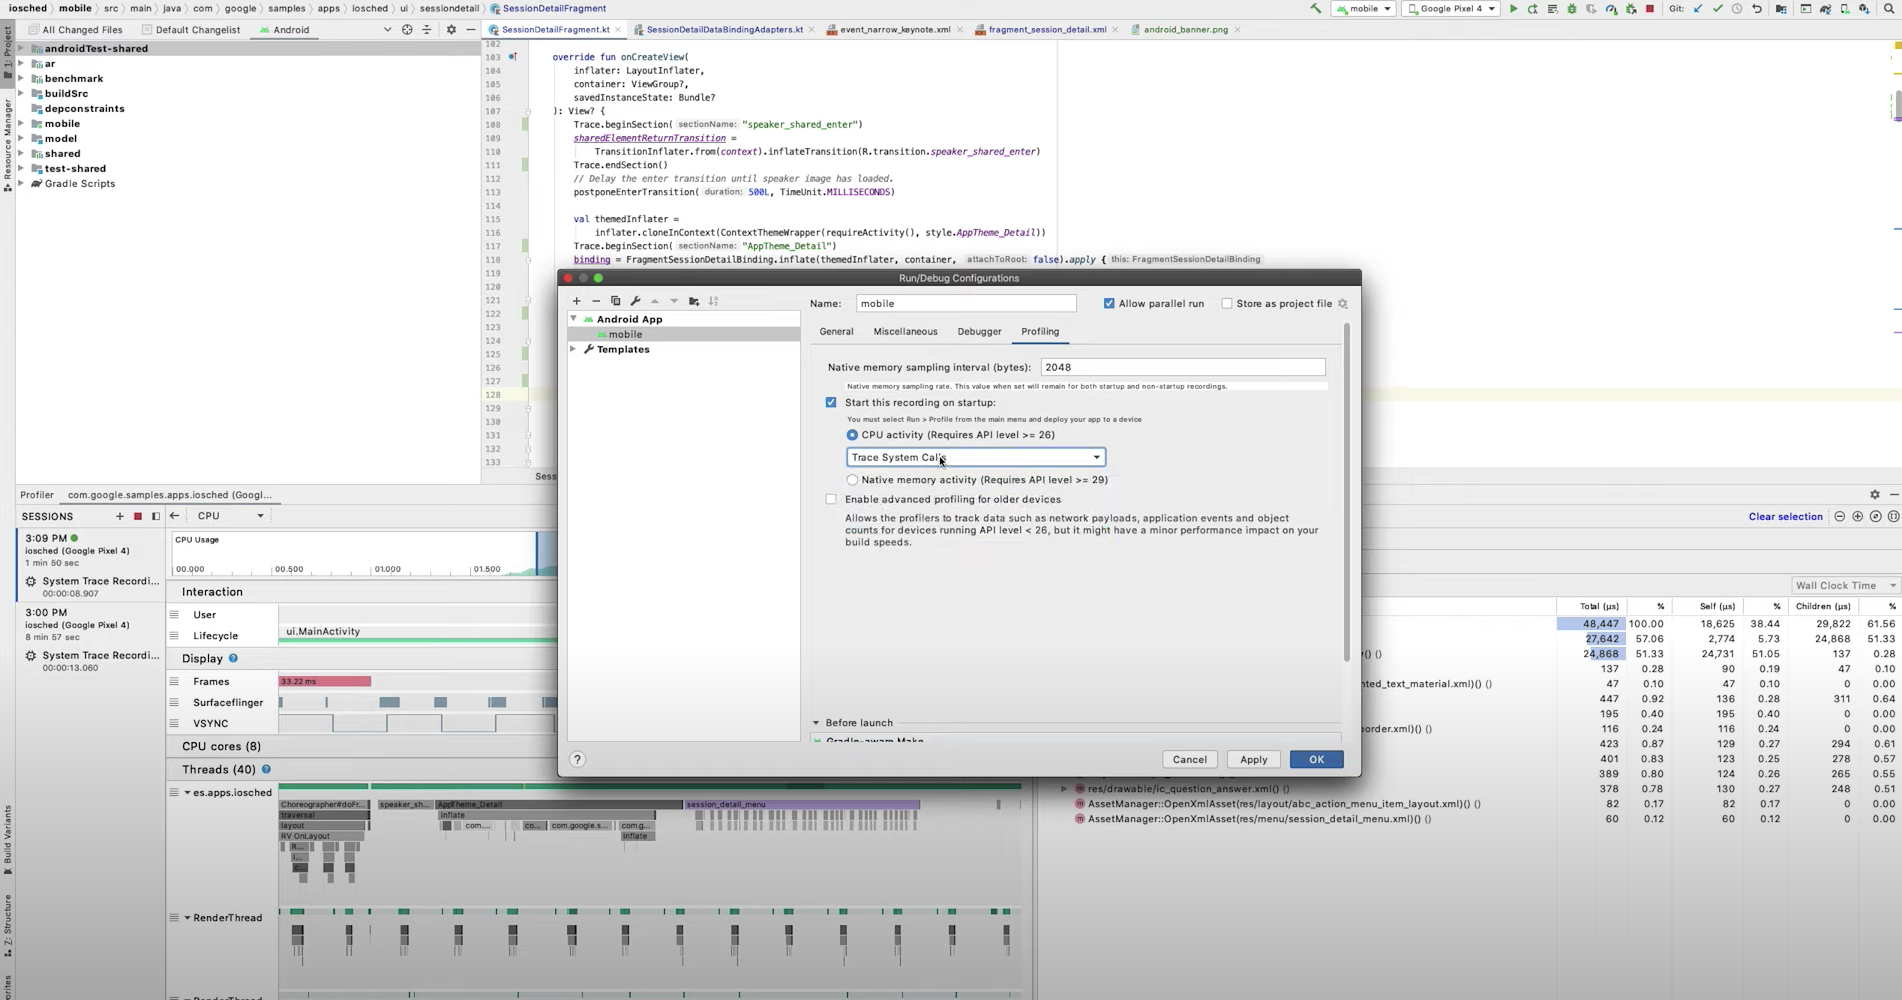 iosched › mobile › src › main › java › com › google › samples › apps › iosched › ui › sessiondetail › SessionDetailFragment
mobile
Google Pixel 4
Git:
All Changed Files
Default Changelist
Android
SessionDetailFragment.kt
SessionDetailDataBindingAdapters.kt
event_narrow_keynote.xml
fragment_session_detail.xml
android_banner.png
1: Project
Resource Manager
androidTest-shared
ar
benchmark
buildSrc
depconstraints
mobile
model
shared
test-shared
Gradle Scripts
102
103 override fun onCreateView(
104 inflater: LayoutInflater,
105 container: ViewGroup?,
106 savedInstanceState: Bundle?
107 ): View? {
108 Trace.beginSection( sectionName: "speaker_shared_enter")
109 sharedElementReturnTransition =
110 TransitionInflater.from(context).inflateTransition(R.transition.speaker_shared_enter)
111 Trace.endSection()
112 // Delay the enter transition until speaker image has loaded.
113 postponeEnterTransition( duration: 500L, TimeUnit.MILLISECONDS)
114
115 val themedInflater =
116 inflater.cloneInContext(ContextThemeWrapper(requireActivity(), style.AppTheme_Detail))
117 Trace.beginSection( sectionName: "AppTheme_Detail")
118 binding = FragmentSessionDetailBinding.inflate(themedInflater, container, attachToRoot: false).apply { this: FragmentSessionDetailBinding
119
120
121
122
123
124
125
126
127
128
129
130
131
132
133
Sess
Run/Debug Configurations
Android App
mobile
Templates
Name: mobile
Allow parallel run
Store as project file
General
Miscellaneous
Debugger
Profiling
Native memory sampling interval (bytes): 2048
Native memory sampling rate. This value when set will remain for both startup and non-startup recordings.
Start this recording on startup:
You must select Run > Profile from the main menu and deploy your app to a device
CPU activity (Requires API level >= 26)
Trace System Calls
Native memory activity (Requires API level >= 29)
Enable advanced profiling for older devices
Allows the profilers to track data such as network payloads, application events and object
counts for devices running API level < 26, but it might have a minor performance impact on your
build speeds.
Before launch
Gradle-aware Make
?
Cancel
Apply
OK
Profiler
com.google.samples.apps.iosched (Googl...
SESSIONS
CPU
3:09 PM
iosched (Google Pixel 4)
1 min 50 sec
System Trace Recordi...
00:00:08.907
3:00 PM
iosched (Google Pixel 4)
8 min 57 sec
System Trace Recordi...
00:00:13.060
CPU Usage
00.000
00.500
01.000
01.500
Interaction
User
Lifecycle
ui.MainActivity
Display
Frames
33.22 ms
Surfaceflinger
VSYNC
CPU cores (8)
Threads (40)
es.apps.iosched
Choreographer#doFr...
speaker_sh...
AppTheme_Detail
session_detail_menu
traversal
inflate
layout
com....
co...
com.google.s...
com.g...
RV OnLayout
inflate
R...
RenderThread
Clear selection
Wall Clock Time
Total (μs) % Self (μs) % Children (μs) %
48,447 100.00 18,625 38.44 29,822 61.56
27,642 57.06 2,774 5.73 24,868 51.33
() () 24,868 51.33 24,731 51.05 137 0.28
137 0.28 90 0.19 47 0.10
nted_text_material.xml)() () 47 0.10 47 0.10 0 0.00
447 0.92 136 0.28 311 0.64
195 0.40 195 0.40 0 0.00
order.xml)() () 116 0.24 116 0.24 0 0.00
423 0.87 129 0.27 294 0.61
401 0.83 123 0.25 278 0.57
389 0.80 124 0.26 265 0.55
res/drawable/ic_question_answer.xml() () 378 0.78 130 0.27 248 0.51
AssetManager::OpenXmlAsset(res/layout/abc_action_menu_item_layout.xml)() () 82 0.17 82 0.17 0 0.00
AssetManager::OpenXmlAsset(res/menu/session_detail_menu.xml)() () 60 0.12 60 0.12 0 0.00
Build Variants
Z: Structure